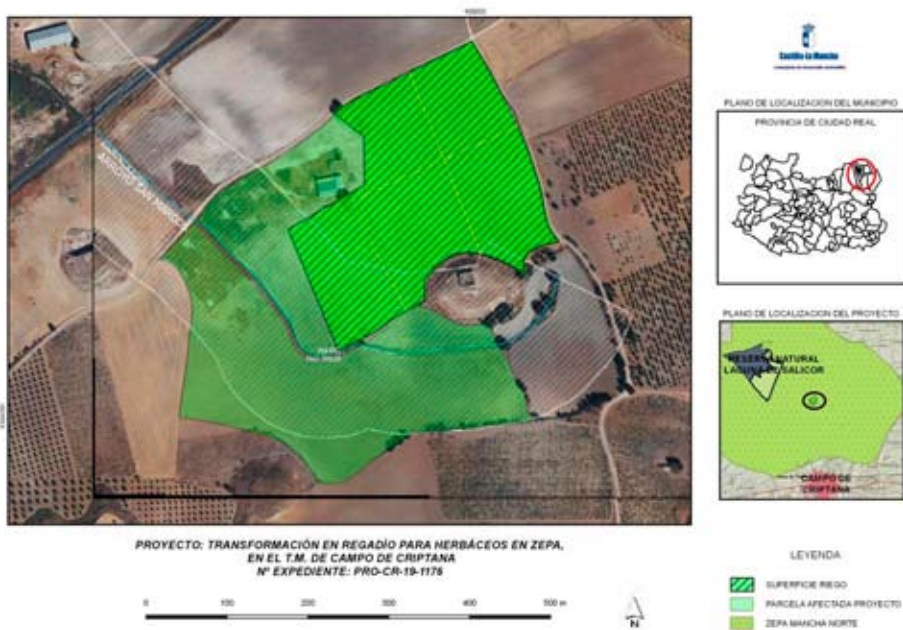 Castilla-La Mancha
PLANO DE LOCALIZACION DEL MUNICIPIO
PROVINCIA DE CIUDAD REAL
PLANO DE LOCALIZACION DEL PROYECTO
RESERVA NATURAL
LAGUNA DE SALICOR
CAMPO DE
CRIPTANA
PROYECTO: TRANSFORMACIÓN EN REGADÍO PARA HERBÁCEOS EN ZEPA,
EN EL T.M. DE CAMPO DE CRIPTANA
Nº EXPEDIENTE: PRO-CR-19-1176
0 100 200 300 400 500 m
N
LEYENDA
SUPERFICIE RIEGO
PARCELA AFECTADA PROYECTO
ZEPA MANCHA NORTE